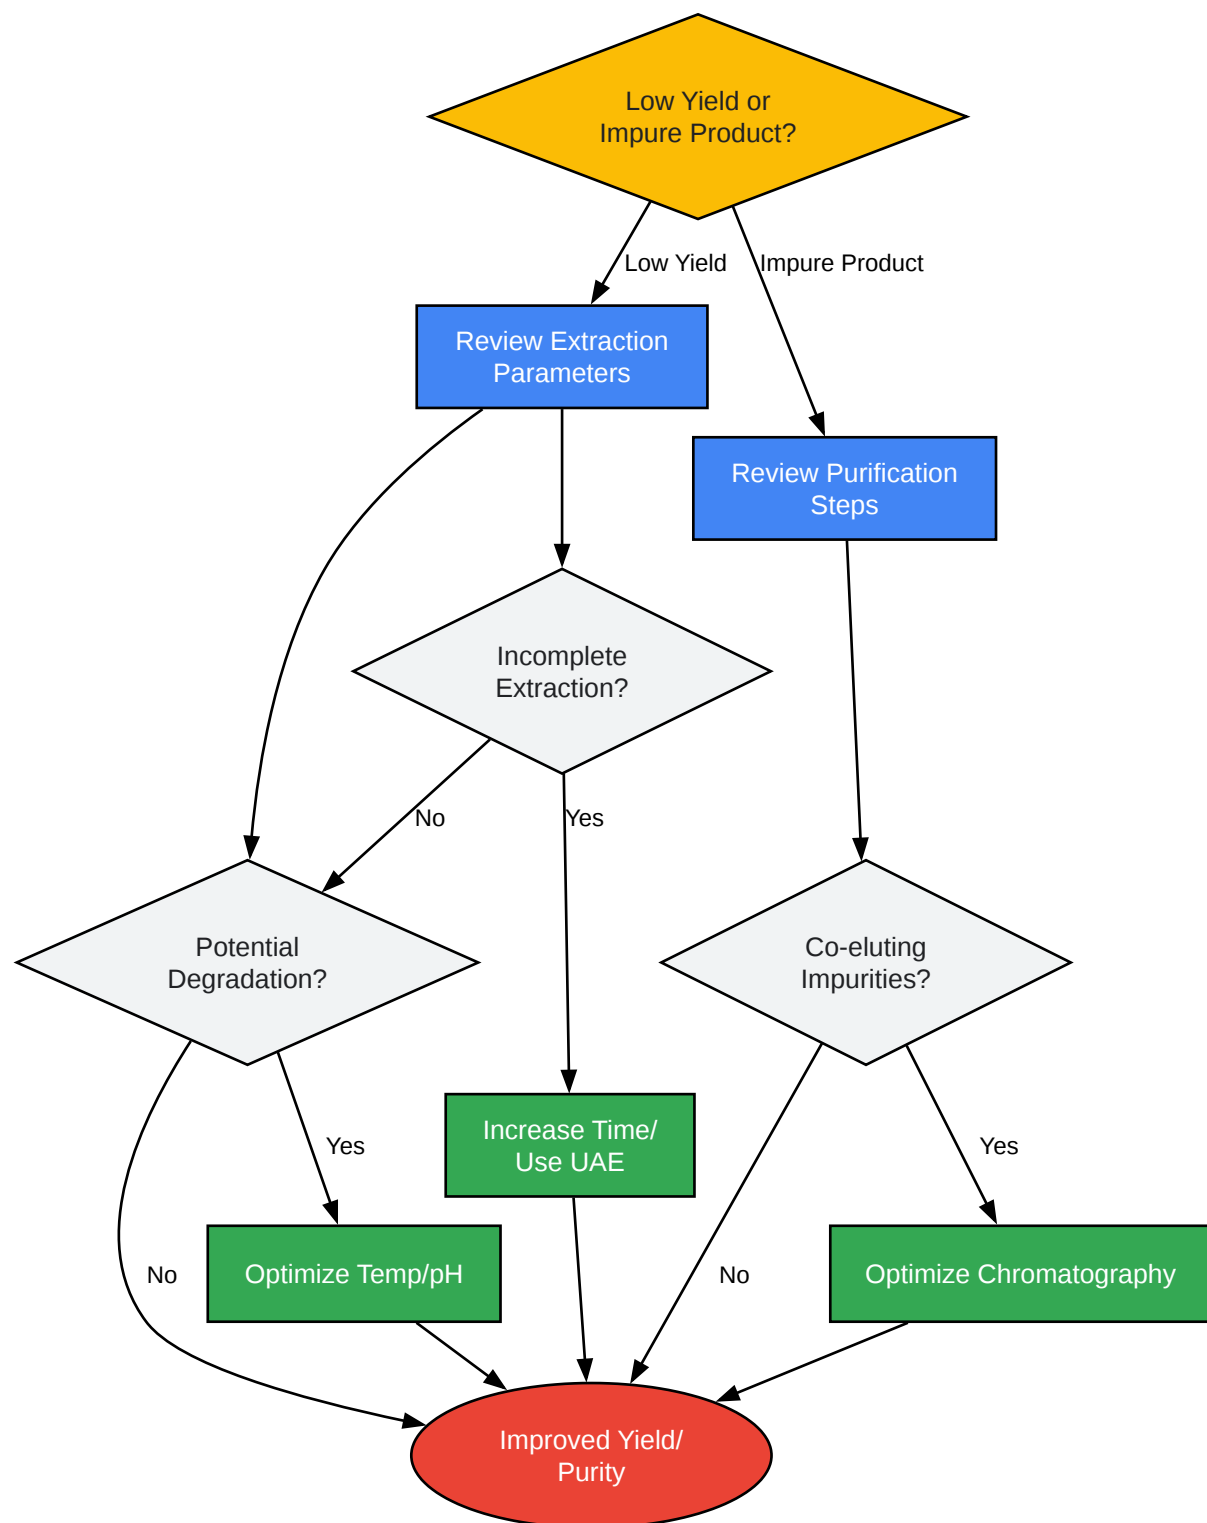 Low Yield or
Impure Product?
Low Yield
Impure Product
Review Extraction
Parameters
Review Purification
Steps
Incomplete
Extraction?
No
Yes
Potential
Degradation?
Co-eluting
Impurities?
Increase Time/
Use UAE
Yes
Yes
No
Optimize Temp/pH
No
Optimize Chromatography
Improved Yield/
Purity